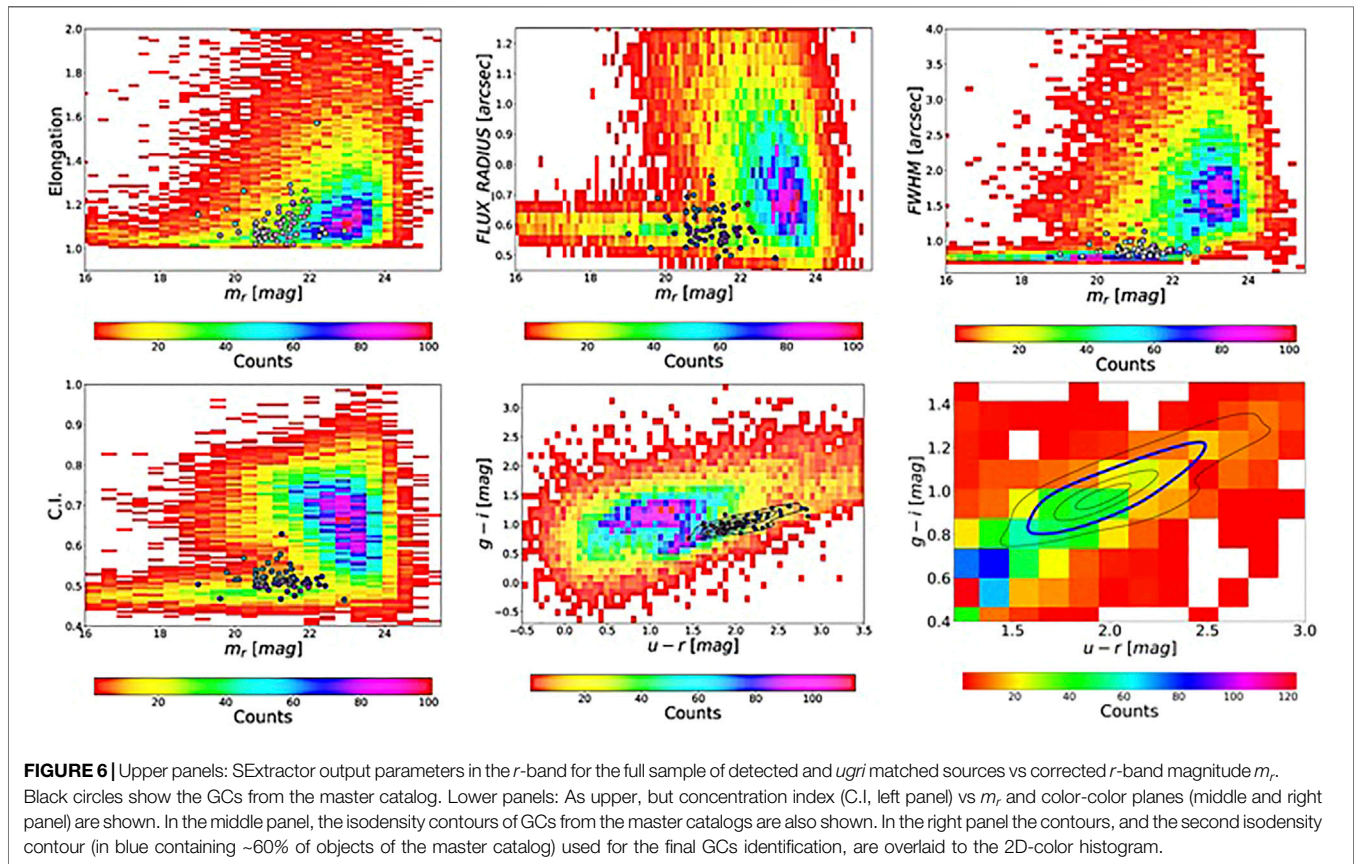 2.0
1.8
1.6
1.4
1.2
1.0
Elongation
16 18 20 22 24
m_r [mag]
20 40 60 80 100
Counts
1.2
1.1
1.0
0.9
0.8
0.7
0.6
0.5
FLUX RADIUS [arcsec]
16 18 20 22 24
m_r [mag]
20 40 60 80 100
Counts
4.0
3.5
3.0
2.5
2.0
1.5
1.0
FWHM [arcsec]
16 18 20 22 24
m_r [mag]
20 40 60 80 100
Counts
1.0
0.9
0.8
0.7
0.6
0.5
0.4
C.I.
16 18 20 22 24
m_r [mag]
20 40 60 80 100
Counts
3.0
2.5
2.0
1.5
1.0
0.5
0.0
−0.5
g − i [mag]
−0.5 0.0 0.5 1.0 1.5 2.0 2.5 3.0 3.5
u − r [mag]
20 40 60 80 100
Counts
1.4
1.2
1.0
0.8
0.6
0.4
g − i [mag]
1.5 2.0 2.5 3.0
u − r [mag]
20 40 60 80 100 120
Counts
FIGURE 6 | Upper panels: SExtractor output parameters in the r-band for the full sample of detected and ugri matched sources vs corrected r-band magnitude m_r.
Black circles show the GCs from the master catalog. Lower panels: As upper, but concentration index (C.I, left panel) vs m_r and color-color planes (middle and right
panel) are shown. In the middle panel, the isodensity contours of GCs from the master catalogs are also shown. In the right panel the contours, and the second isodensity
contour (in blue containing ~60% of objects of the master catalog) used for the final GCs identification, are overlaid to the 2D-color histogram.